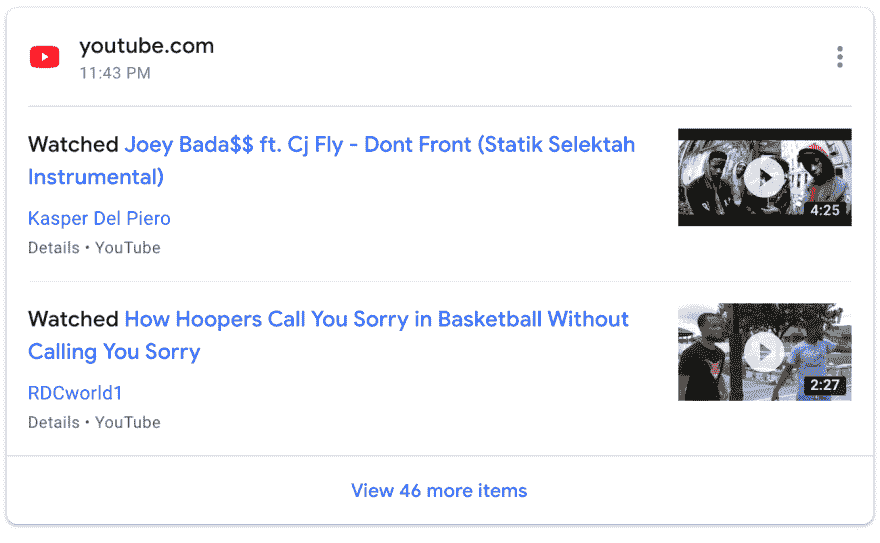 youtube.com
11:43 PM
Watched Joey Bada$$ ft. Cj Fly - Dont Front (Statik Selektah
Instrumental)
4:25
Kasper Del Piero
Details • YouTube
Watched How Hoopers Call You Sorry in Basketball Without
Calling You Sorry
2:27
RDCworld1
Details • YouTube
View 46 more items